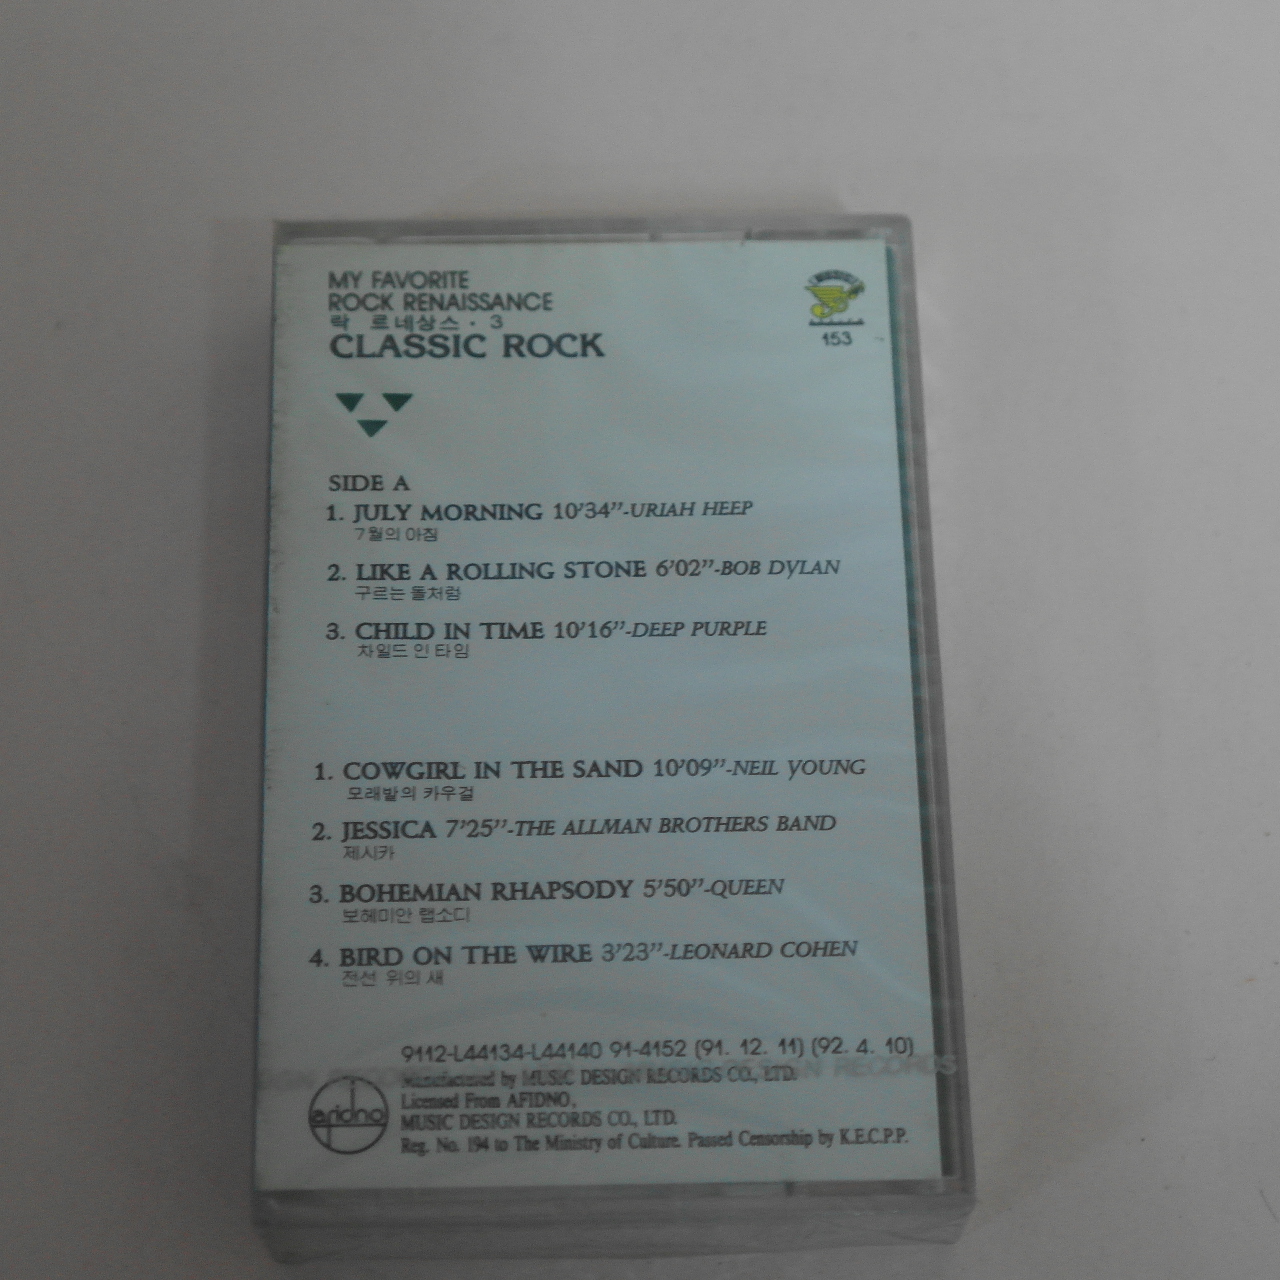 MY FAVORITE
ROCK RENAISSANCE
락 르네상스 · 3
CLASSIC ROCK
MUSIC
153
SIDE A
1. JULY MORNING 10'34"-URIAH HEEP
7월의 아침
2. LIKE A ROLLING STONE 6'02"-BOB DYLAN
구르는 돌처럼
3. CHILD IN TIME 10'16"-DEEP PURPLE
차일드 인 타임
1. COWGIRL IN THE SAND 10'09"-NEIL YOUNG
모래밭의 카우걸
2. JESSICA 7'25"-THE ALLMAN BROTHERS BAND
제시카
3. BOHEMIAN RHAPSODY 5'50"-QUEEN
보헤미안 랩소디
4. BIRD ON THE WIRE 3'23"-LEONARD COHEN
전선 위의 새
9112-L44134-L44140 91-4152 (91. 12. 11) (92. 4. 10)
DESIGN RECORDS
Manufactured by MUSIC DESIGN RECORDS CO., LTD.
Licensed From AFIDNO,
afidno
MUSIC DESIGN RECORDS CO., LTD.
Reg. No. 194 to The Ministry of Culture. Passed Censorship by K.E.C.P.P.